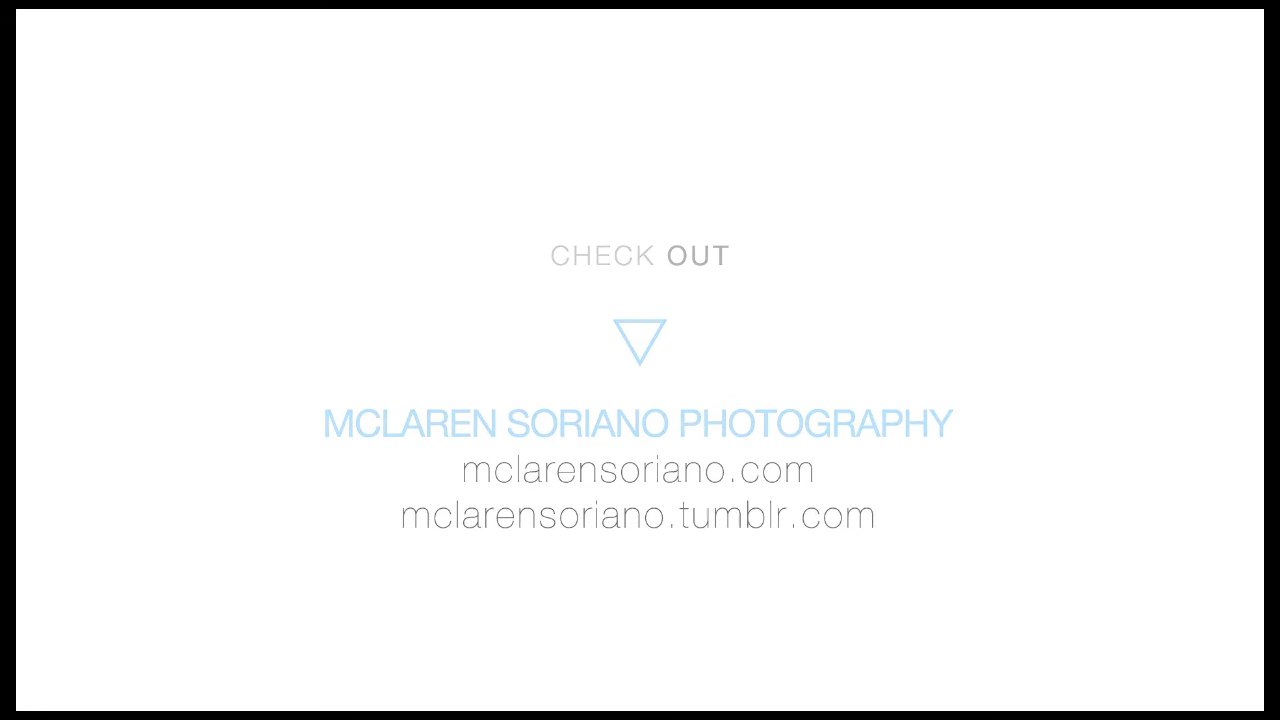 CHECK OUT
MCLAREN SORIANO PHOTOGRAPHY
mclarensoriano.com
mclarensoriano.tumblr.com